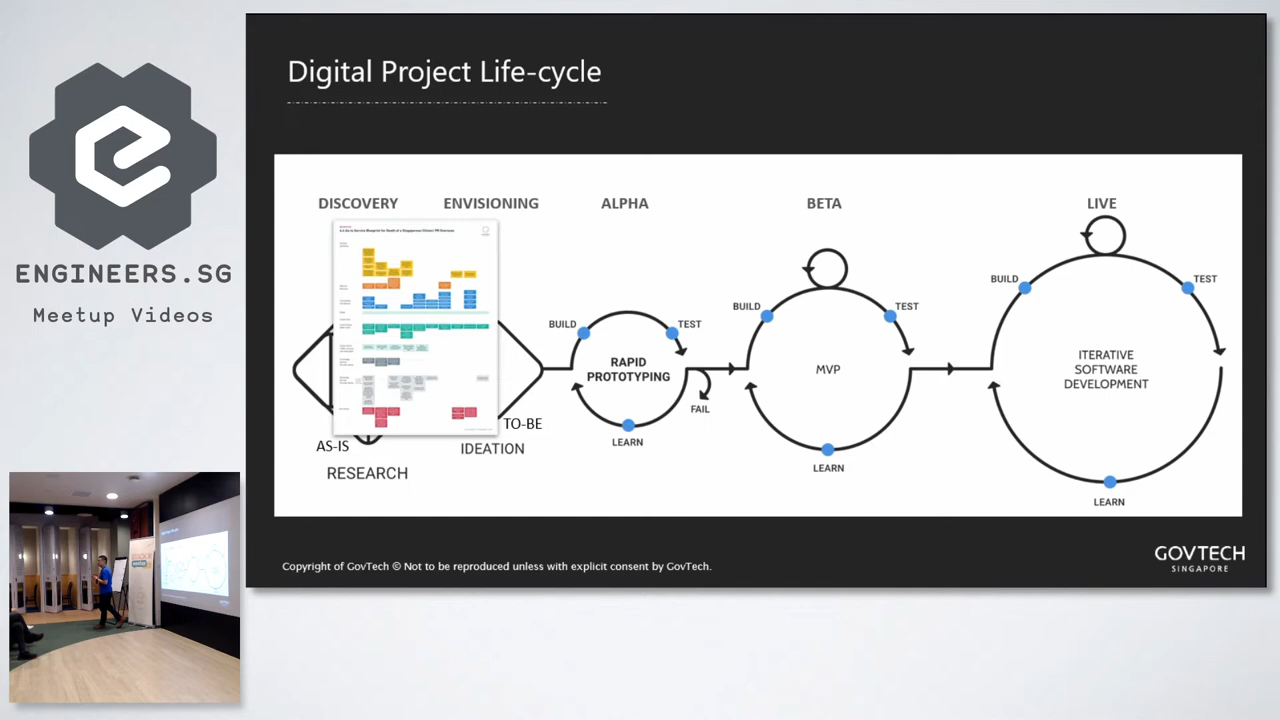 Digital Project Life-cycle
ENGINEERS.SG
Meetup Videos
DISCOVERY
ENVISIONING
ALPHA
BETA
LIVE
AS-IS
TO-BE
RESEARCH
IDEATION
BUILD
TEST
RAPID
PROTOTYPING
LEARN
FAIL
BUILD
TEST
MVP
LEARN
BUILD
TEST
ITERATIVE
SOFTWARE
DEVELOPMENT
LEARN
Copyright of GovTech © Not to be reproduced unless with explicit consent by GovTech.
GOVTECH
SINGAPORE